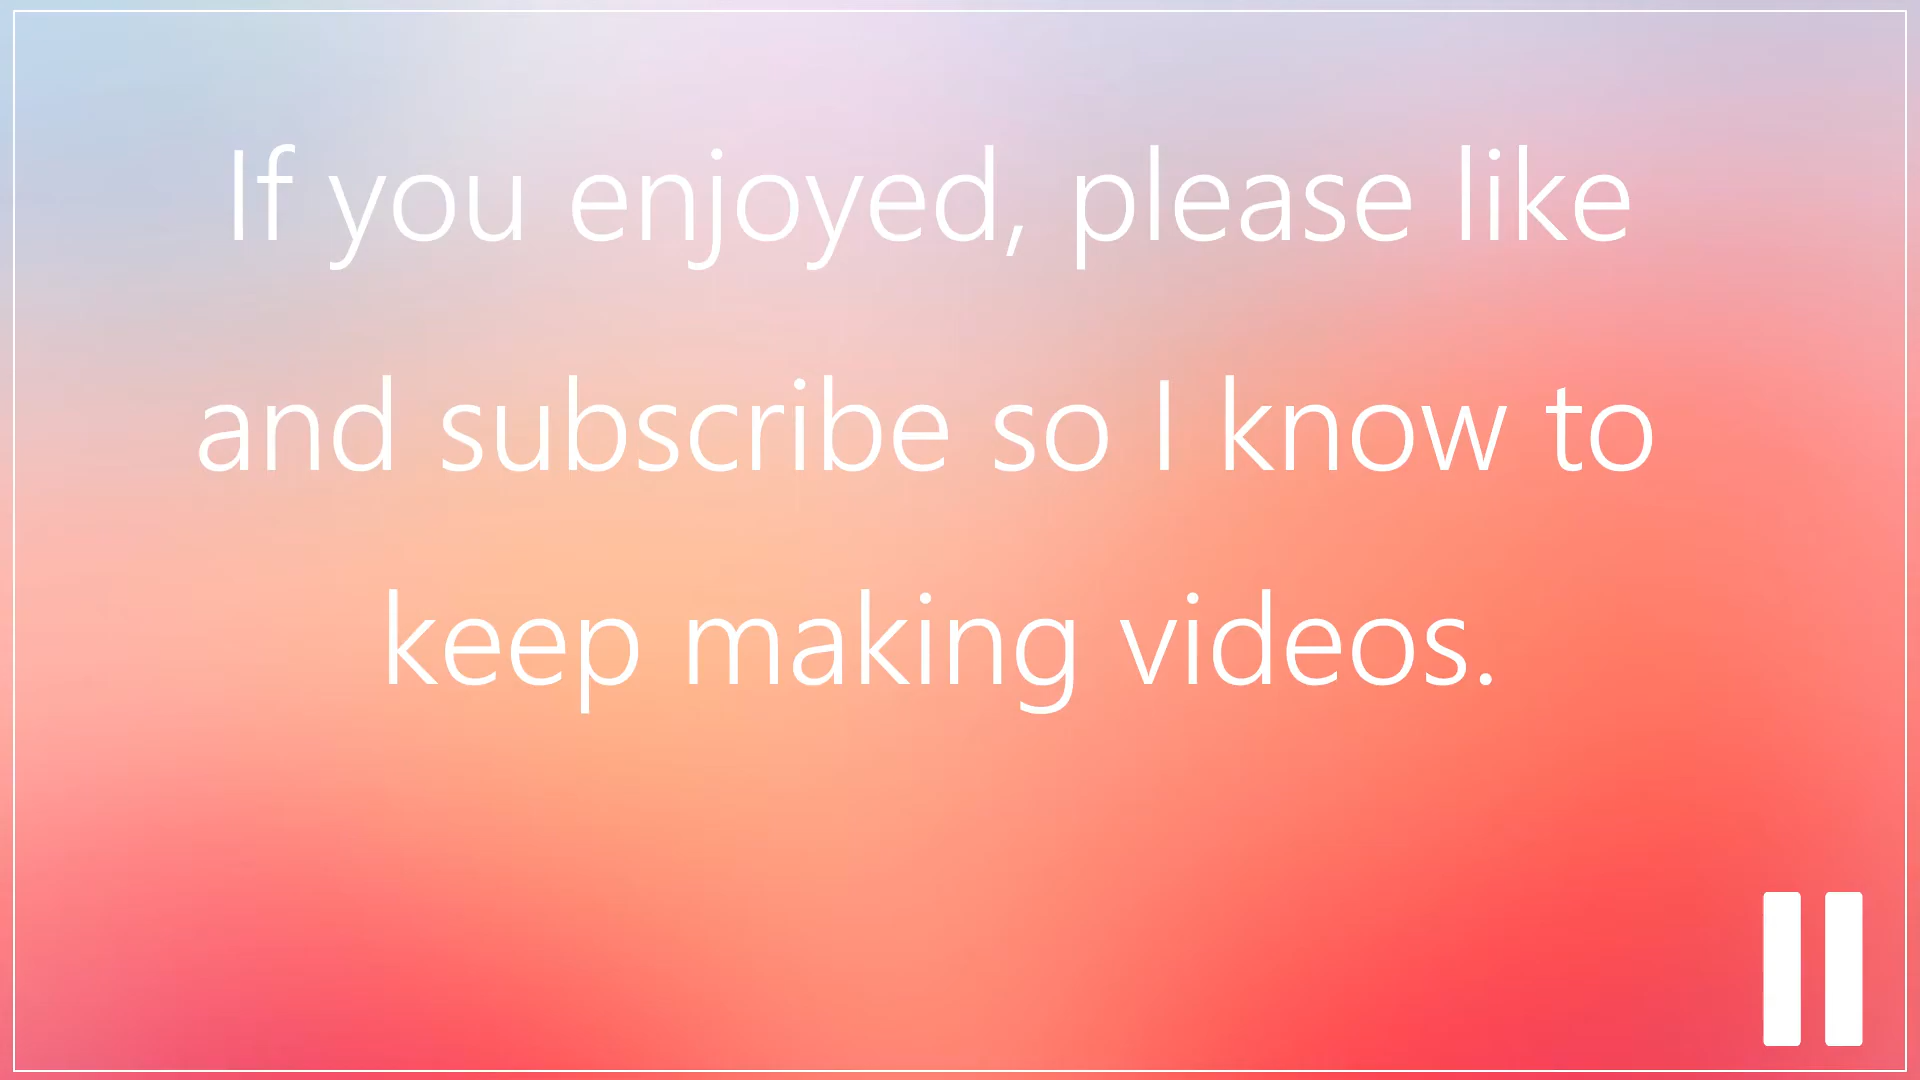 If you enjoyed, please like
and subscribe so I know to
keep making videos.